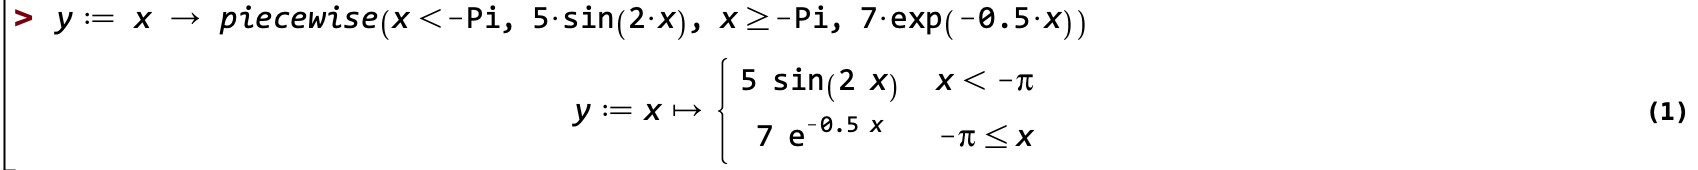 > y := x → piecewise(x < -Pi, 5·sin(2·x), x ≥ -Pi, 7·exp(-0.5·x))
5 sin(2 x) x < -π
y := x ↦ { (1)
7 e^-0.5 x -π ≤ x